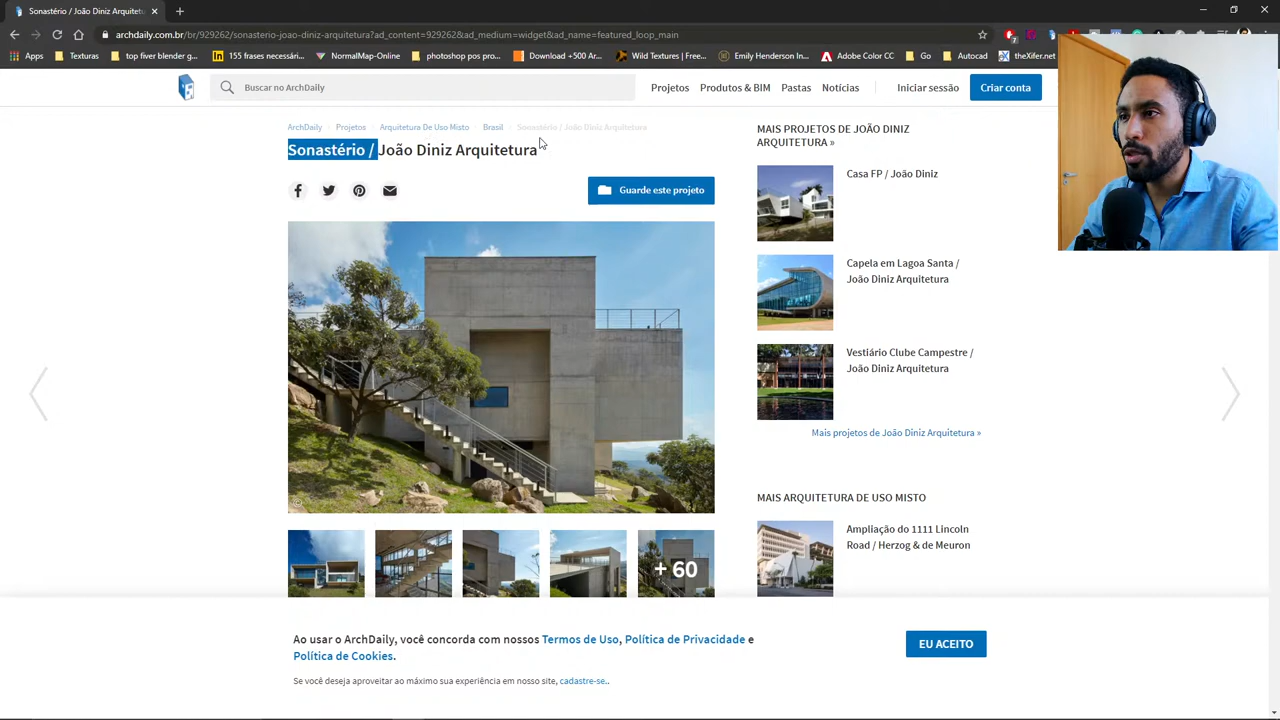 Sonastério / João Diniz Arquitetu
archdaily.com.br/br/929262/sonasterio-joao-diniz-arquitetura?ad_content=929262&ad_medium=widget&ad_name=featured_loop_main
Textures / BR
top fiver blender g...
15 frases necessári...
NormalMap-Online
photoshop pos pro...
Download +500 Ar...
Wild Textures | Free...
Emily Henderson In...
Adobe Color CC
Go
Autocad
theXifer.net
Buscar no ArchDaily
Projetos
Produtos & BIM
Pastas
Notícias
Iniciar sessão
Criar conta
ArchDaily
Projetos
Arquitetura De Uso Misto
Brasil
Sonastério / João Diniz Arquitetura
Sonastério / João Diniz Arquitetura
Guarde este projeto
+ 60
MAIS PROJETOS DE JOÃO DINIZ
ARQUITETURA »
Casa FP / João Diniz
Capela em Lagoa Santa /
João Diniz Arquitetura
Vestiário Clube Campestre /
João Diniz Arquitetura
Mais projetos de João Diniz Arquitetura »
MAIS ARQUITETURA DE USO MISTO
Ampliação do 1111 Lincoln
Road / Herzog & de Meuron
Ao usar o ArchDaily, você concorda com nossos Termos de Uso, Política de Privacidade e
Política de Cookies.
Se você deseja aproveitar ao máximo sua experiência em nosso site, cadastre-se..
EU ACEITO